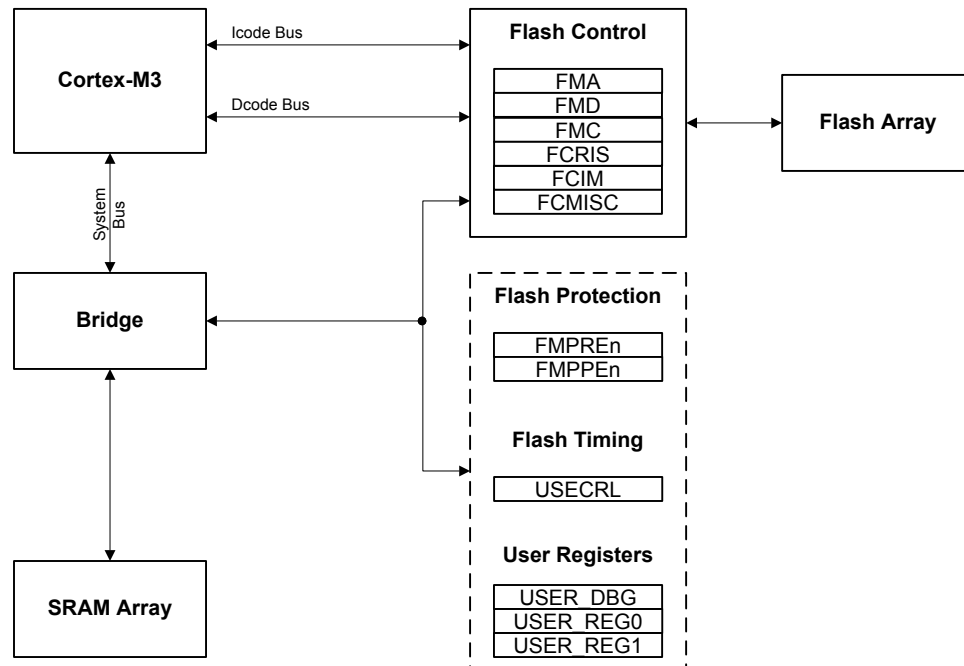 Cortex-M3
Icode Bus
Dcode Bus
System
Bus
Flash Control
FMA
FMD
FMC
FCRIS
FCIM
FCMISC
Flash Array
Bridge
Flash Protection
FMPREn
FMPPEn
Flash Timing
USECRL
User Registers
USER_DBG
USER_REG0
USER_REG1
SRAM Array